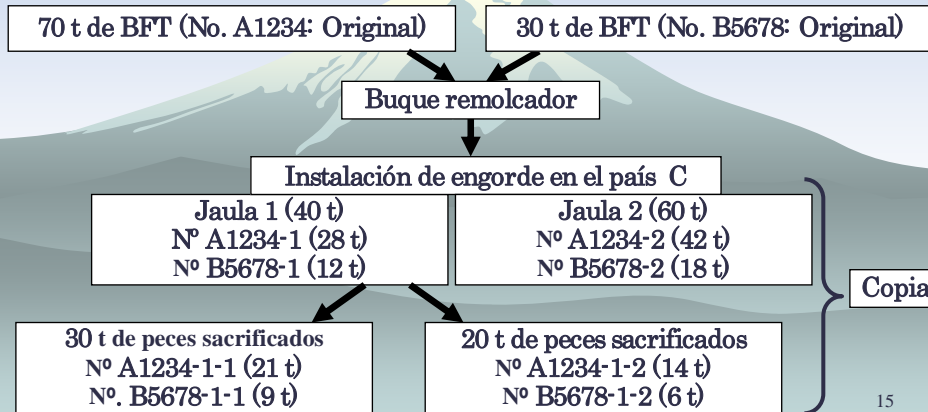 70 t de BFT (No. A1234: Original)
30 t de BFT (No. B5678: Original)
Buque remolcador
Instalación de engorde en el país C
Jaula 1 (40 t)
Nº A1234-1 (28 t)
Nº B5678-1 (12 t)
Jaula 2 (60 t)
Nº A1234-2 (42 t)
Nº B5678-2 (18 t)
Copia
30 t de peces sacrificados
Nº A1234-1-1 (21 t)
Nº. B5678-1-1 (9 t)
20 t de peces sacrificados
Nº A1234-1-2 (14 t)
Nº B5678-1-2 (6 t)
15